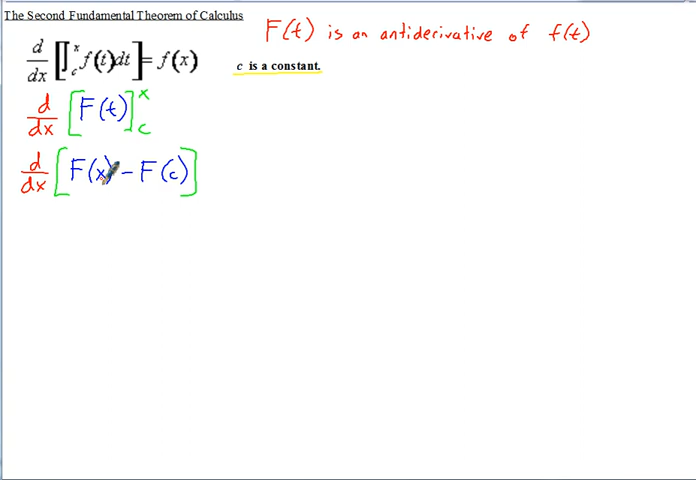 The Second Fundamental Theorem of Calculus
F(t) is an antiderivative of f(t)
d/dx [∫_c^x f(t)dt] = f(x)
c is a constant.
d/dx [F(t)]_c^x
d/dx [F(x) - F(c)]